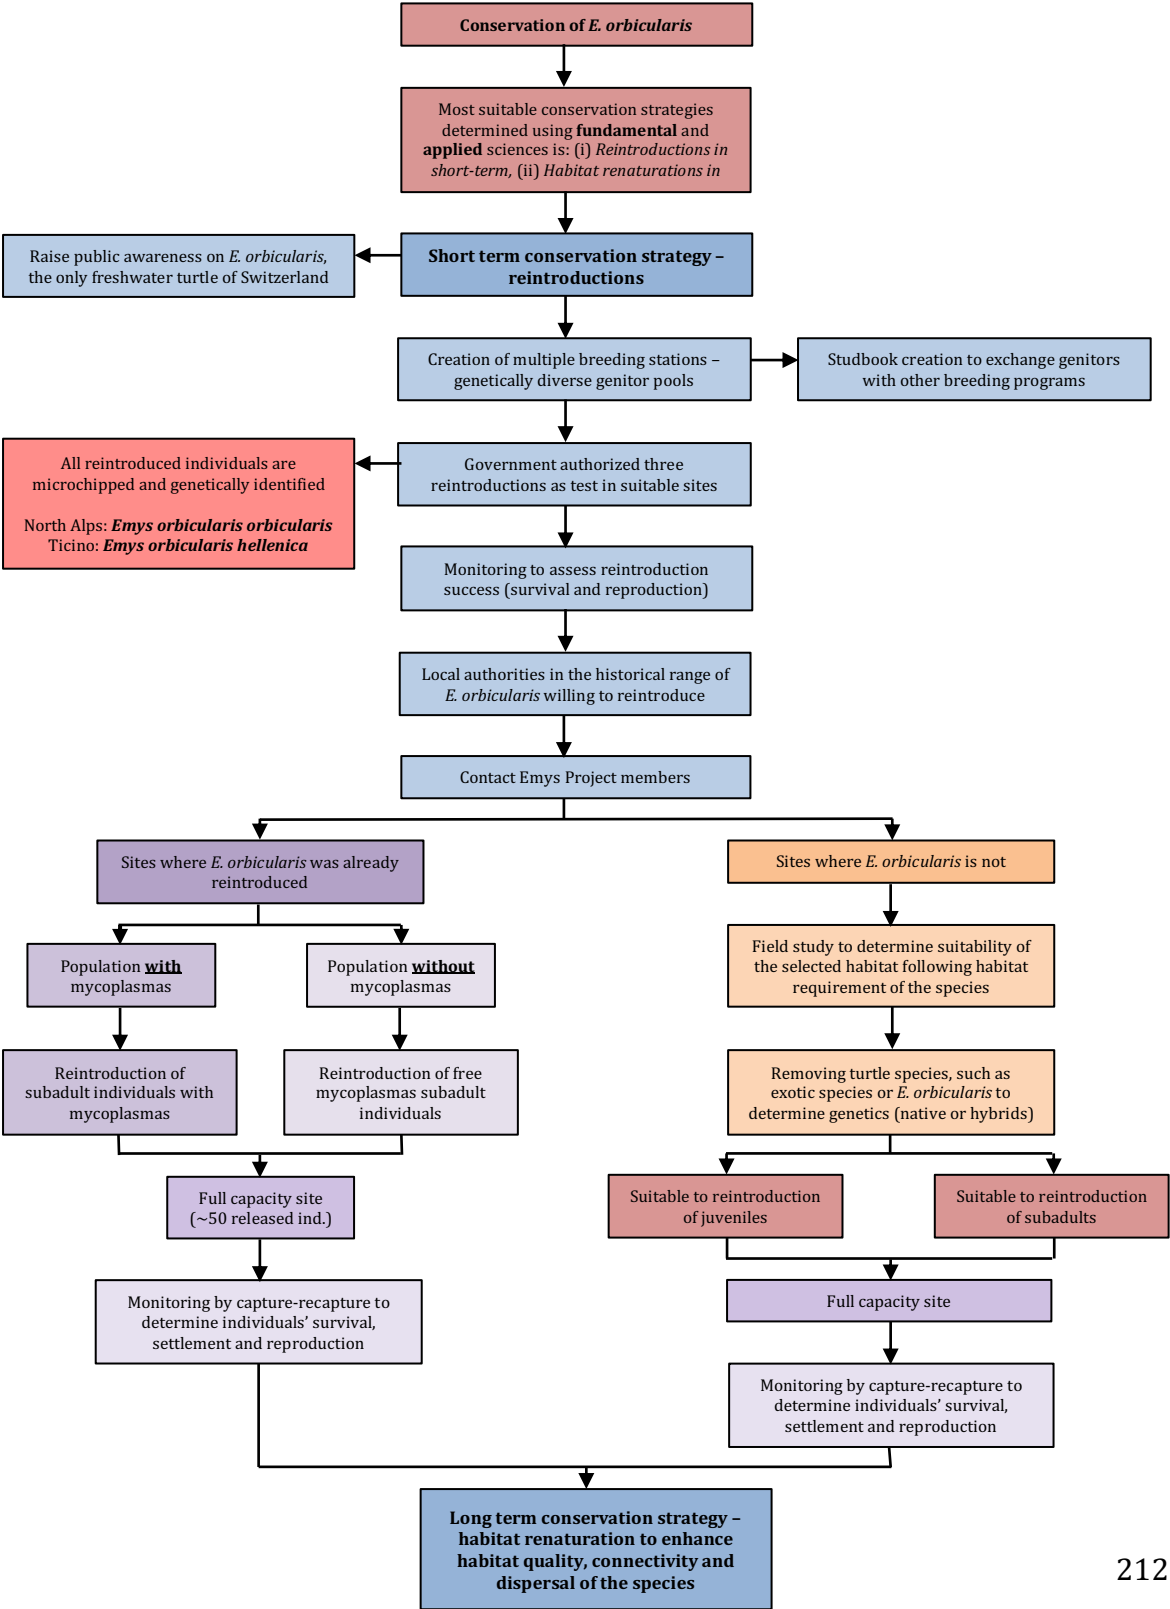 Conservation of E. orbicularis
Most suitable conservation strategies
determined using fundamental and
applied sciences is: (i) Reintroductions in
short-term, (ii) Habitat renaturations in
Raise public awareness on E. orbicularis,
the only freshwater turtle of Switzerland
Short term conservation strategy –
reintroductions
Creation of multiple breeding stations –
genetically diverse genitor pools
Studbook creation to exchange genitors
with other breeding programs
All reintroduced individuals are
microchipped and genetically identified
North Alps: Emys orbicularis orbicularis
Ticino: Emys orbicularis hellenica
Government authorized three
reintroductions as test in suitable sites
Monitoring to assess reintroduction
success (survival and reproduction)
Local authorities in the historical range of
E. orbicularis willing to reintroduce
Contact Emys Project members
Sites where E. orbicularis was already
reintroduced
Sites where E. orbicularis is not
Population with
mycoplasmas
Population without
mycoplasmas
Field study to determine suitability of
the selected habitat following habitat
requirement of the species
Reintroduction of
subadult individuals with
mycoplasmas
Reintroduction of free
mycoplasmas subadult
individuals
Removing turtle species, such as
exotic species or E. orbicularis to
determine genetics (native or hybrids)
Full capacity site
(~50 released ind.)
Suitable to reintroduction
of juveniles
Suitable to reintroduction
of subadults
Monitoring by capture-recapture to
determine individuals’ survival,
settlement and reproduction
Full capacity site
Monitoring by capture-recapture to
determine individuals’ survival,
settlement and reproduction
Long term conservation strategy –
habitat renaturation to enhance
habitat quality, connectivity and
dispersal of the species
212